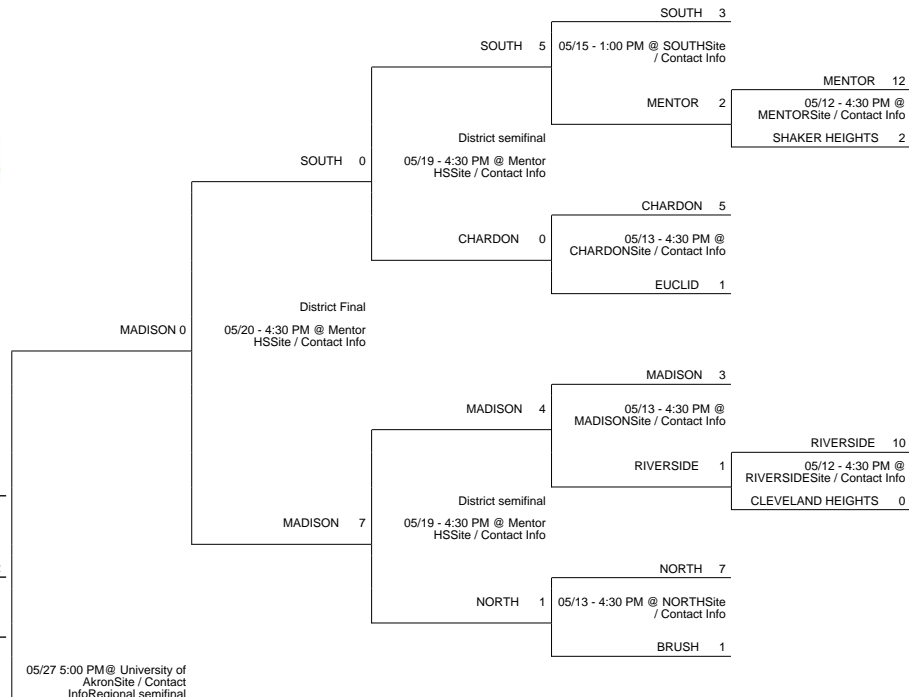 SOUTH 3
SOUTH 5
05/15 - 1:00 PM @ SOUTHSite
/ Contact Info
MENTOR 12
MENTOR 2
05/12 - 4:30 PM @
MENTORSite / Contact Info
SHAKER HEIGHTS 2
District semifinal
SOUTH 0
05/19 - 4:30 PM @ Mentor
HSSite / Contact Info
CHARDON 5
CHARDON 0
05/13 - 4:30 PM @
CHARDONSite / Contact Info
EUCLID 1
District Final
MADISON 0
05/20 - 4:30 PM @ Mentor
HSSite / Contact Info
MADISON 3
MADISON 4
05/13 - 4:30 PM @
MADISONSite / Contact Info
RIVERSIDE 10
RIVERSIDE 1
05/12 - 4:30 PM @
RIVERSIDESite / Contact Info
CLEVELAND HEIGHTS 0
District semifinal
MADISON 7
05/19 - 4:30 PM @ Mentor
HSSite / Contact Info
NORTH 7
NORTH 1
05/13 - 4:30 PM @ NORTHSite
/ Contact Info
BRUSH 1
05/27 5:00 PM@ University of
AkronSite / Contact
InfoRegional semifinal